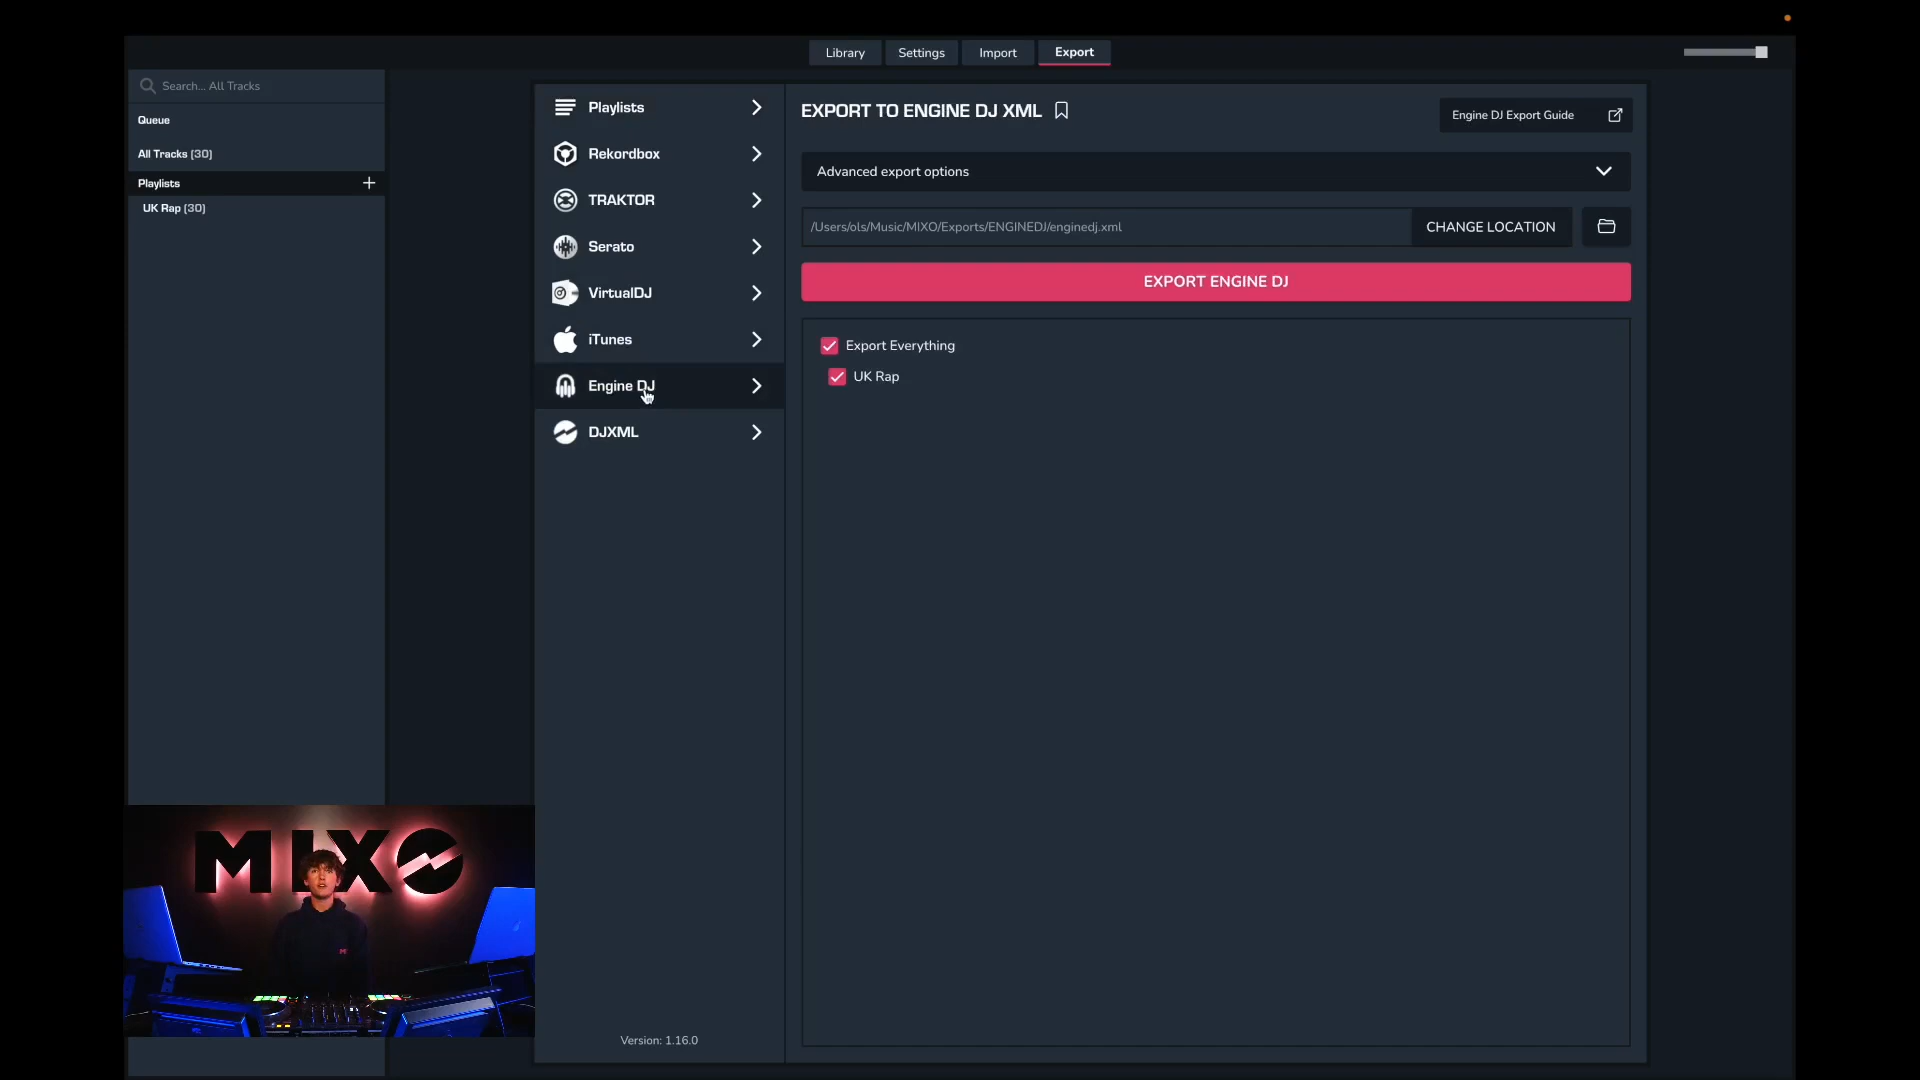 Library
Settings
Import
Export
Search... All Tracks
Queue
All Tracks (30)
Playlists
UK Rap (30)
Playlists
Rekordbox
TRAKTOR
Serato
VirtualDJ
iTunes
Engine DJ
DJXML
Version: 1.16.0
EXPORT TO ENGINE DJ XML
Engine DJ Export Guide
Advanced export options
/Users/ols/Music/MIXO/Exports/ENGINEDJ/enginedj.xml
CHANGE LOCATION
EXPORT ENGINE DJ
Export Everything
UK Rap
MIXO